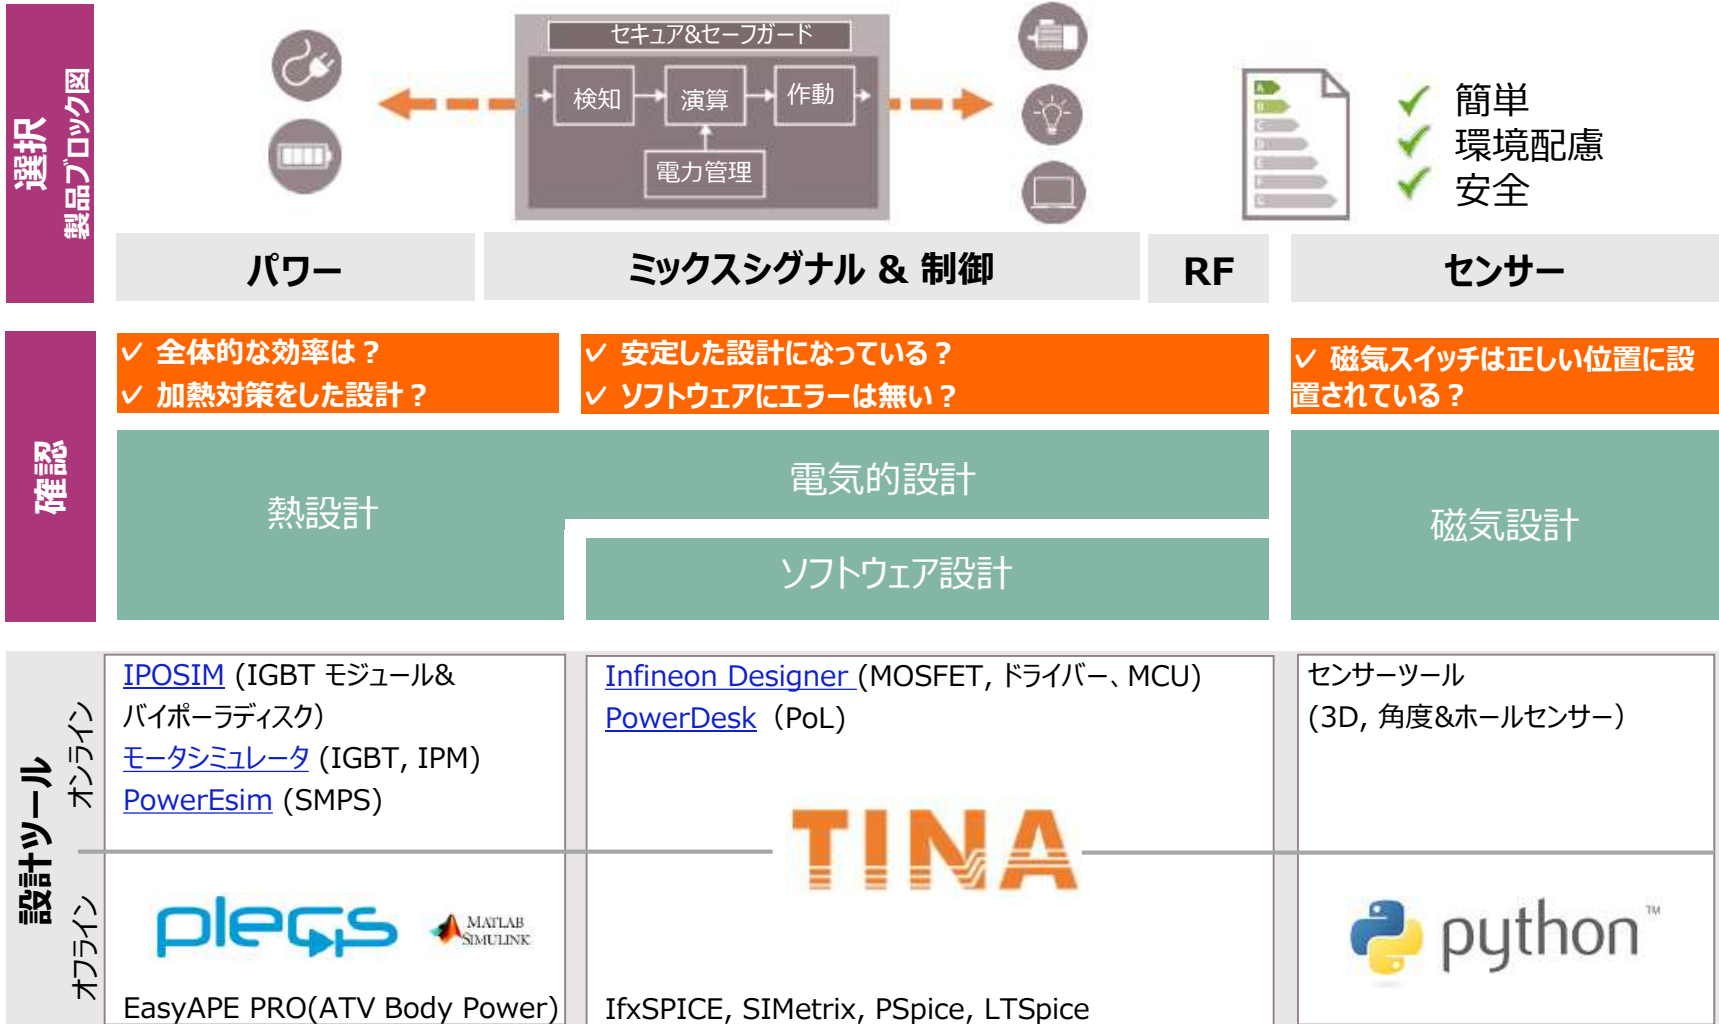 選択
製品ブロック図
セキュア&セーフガード
検知
演算
作動
電力管理
A
B
C
D
E
F
G
簡単
環境配慮
安全
パワー
ミックスシグナル & 制御
RF
センサー
確認
✓ 全体的な効率は？
✓ 加熱対策をした設計？
✓ 安定した設計になっている？
✓ ソフトウェアにエラーは無い？
✓ 磁気スイッチは正しい位置に設
置されている？
熱設計
電気的設計
ソフトウェア設計
磁気設計
設計ツール
オンライン
オフライン
IPOSIM (IGBT モジュール&
バイポーラディスク)
モータシミュレータ (IGBT, IPM)
PowerEsim (SMPS)
plecs
MATLAB
SIMULINK
EasyAPE PRO(ATV Body Power)
Infineon Designer (MOSFET, ドライバー、MCU)
PowerDesk（PoL)
TINA
IfxSPICE, SIMetrix, PSpice, LTSpice
センサーツール
(3D, 角度&ホールセンサー）
python™